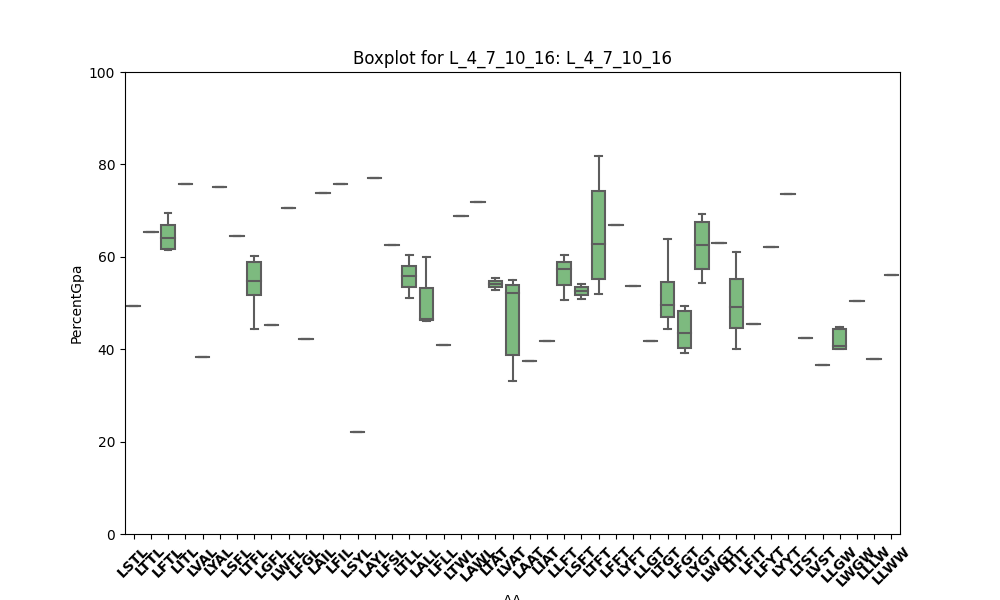 Boxplot for L_4_7_10_16: L_4_7_10_16
100
80
60
40
20
0
PercentGpa
LSTL
LTTL
LFTL
LITL
LVAL
LYAL
LSFL
LTFL
LGFL
LWFL
LFGL
LAIL
LFIL
LSYL
LAYL
LFSL
LTLL
LALL
LFLL
LTWL
LAWL
LTAT
LVAT
LAAT
LIAT
LLFT
LSFT
LTFT
LFFT
LYFT
LLGT
LTGT
LFGT
LYGT
LWGT
LTIT
LFIT
LFYT
LYYT
LTST
LVST
LLGW
LWGW
LLLW
LLWW